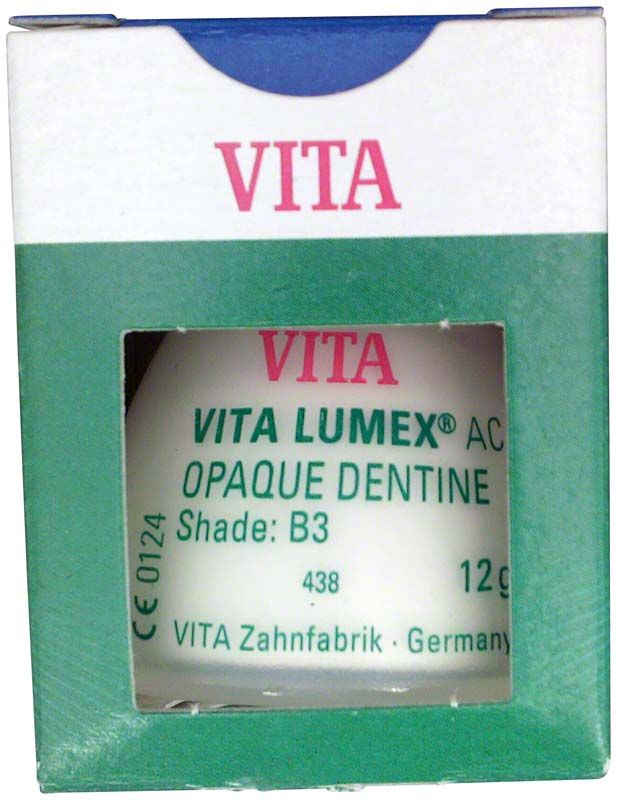 VITA
VITA
VITA LUMEX® AC
OPAQUE DENTINE
Shade: B3
438
12g
VITA Zahnfabrik · Germany
CE 0124